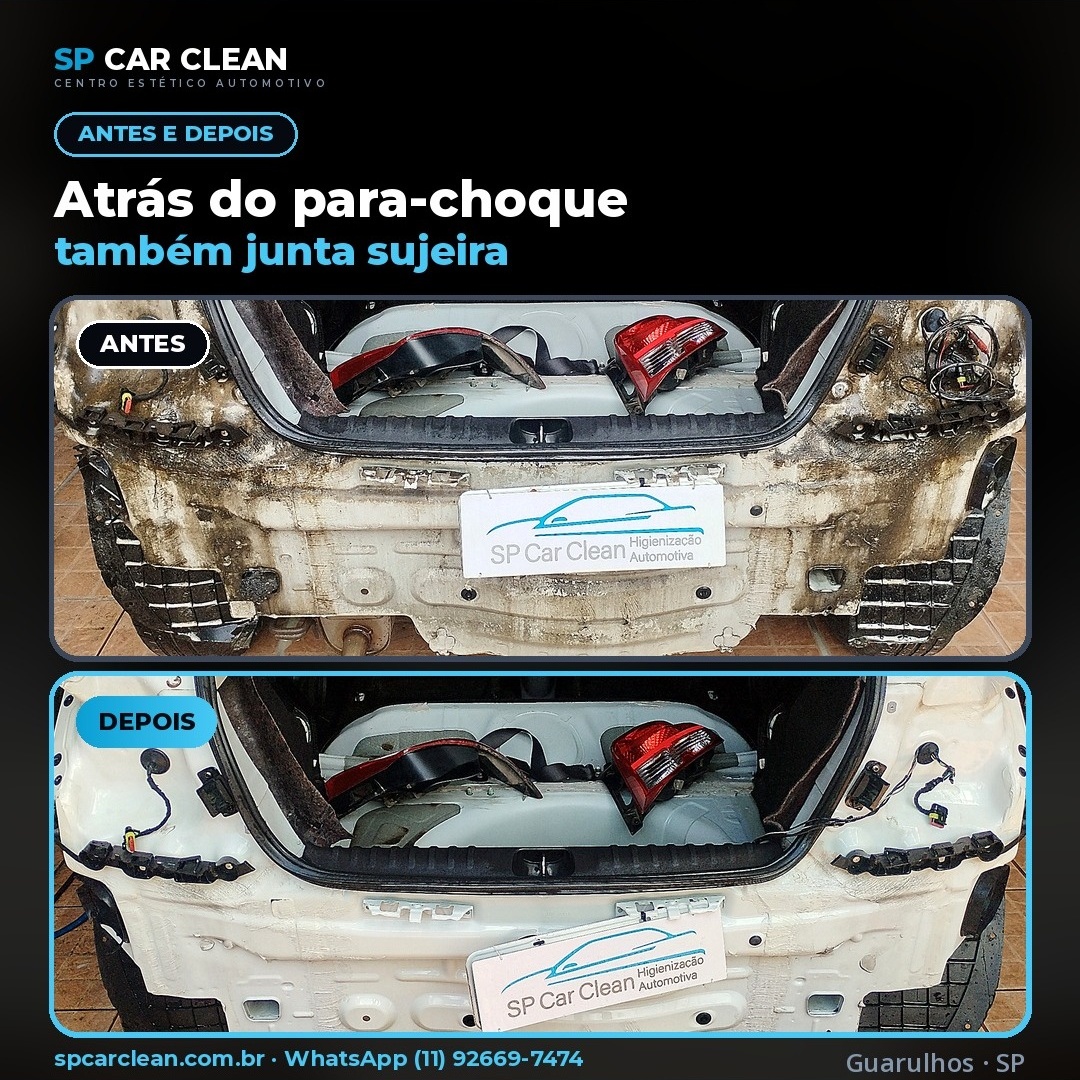 SP CAR CLEAN
CENTRO ESTÉTICO AUTOMOTIVO
ANTES E DEPOIS
Atrás do para-choque
também junta sujeira
ANTES
SP Car Clean Higienização
Automotiva
DEPOIS
SP Car Clean Higienização
Automotiva
spcarclean.com.br · WhatsApp (11) 92669-7474
Guarulhos · SP